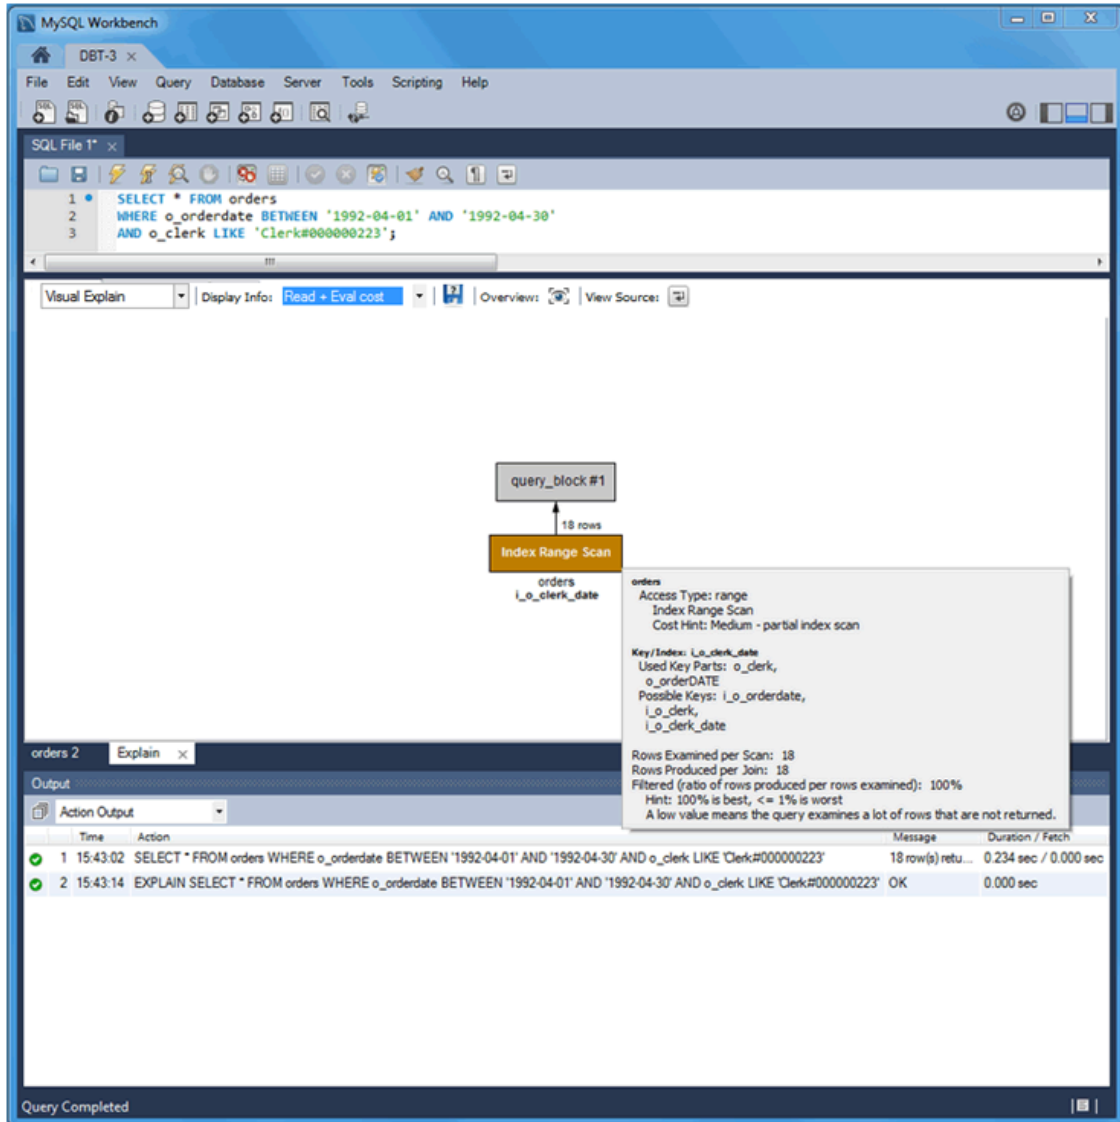 MySQL Workbench
DBT-3
File Edit View Query Database Server Tools Scripting Help
SQL File 1*
1 SELECT * FROM orders
2 WHERE o_orderdate BETWEEN '1992-04-01' AND '1992-04-30'
3 AND o_clerk LIKE 'Clerk#000000223';
Visual Explain Display Info: Read + Eval cost Overview: View Source:
query_block #1
18 rows
Index Range Scan
orders
i_o_clerk_date
orders
Access Type: range
Index Range Scan
Cost Hint: Medium - partial index scan
Key/Index: i_o_clerk_date
Used Key Parts: o_clerk,
o_orderDATE
Possible Keys: i_o_orderdate,
i_o_clerk,
i_o_clerk_date
Rows Examined per Scan: 18
Rows Produced per Join: 18
Filtered (ratio of rows produced per rows examined): 100%
Hint: 100% is best, <= 1% is worst
A low value means the query examines a lot of rows that are not returned.
orders 2 Explain
Output
Action Output
Time Action Message Duration / Fetch
1 15:43:02 SELECT * FROM orders WHERE o_orderdate BETWEEN '1992-04-01' AND '1992-04-30' AND o_clerk LIKE 'Clerk#000000223' 18 row(s) retu... 0.234 sec / 0.000 sec
2 15:43:14 EXPLAIN SELECT * FROM orders WHERE o_orderdate BETWEEN '1992-04-01' AND '1992-04-30' AND o_clerk LIKE 'Clerk#000000223' OK 0.000 sec
Query Completed